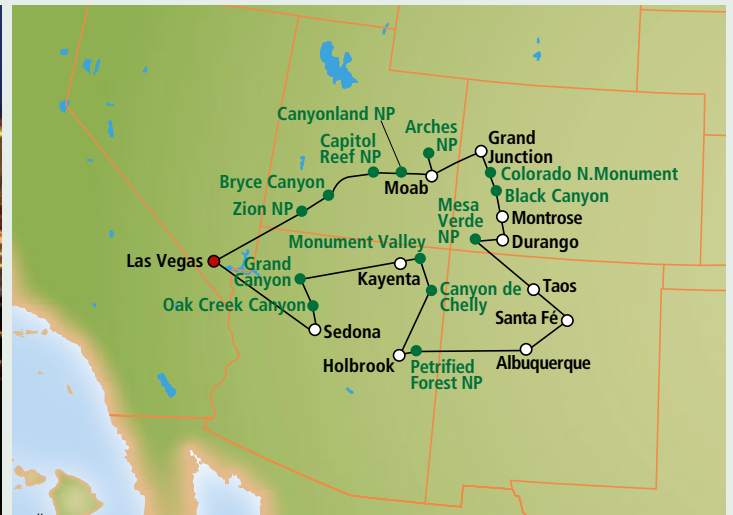 Canyonland NP
Arches
NP
Capitol
Reef NP
Grand
Junction
Colorado N.Monument
Bryce Canyon
Moab
Black Canyon
Zion NP
Mesa
Verde
NP
Montrose
Durango
Monument Valley
Las Vegas
Grand
Canyon
Kayenta
Taos
Canyon de
Chelly
Oak Creek Canyon
Santa Fé
Sedona
Holbrook
Petrified
Forest NP
Albuquerque